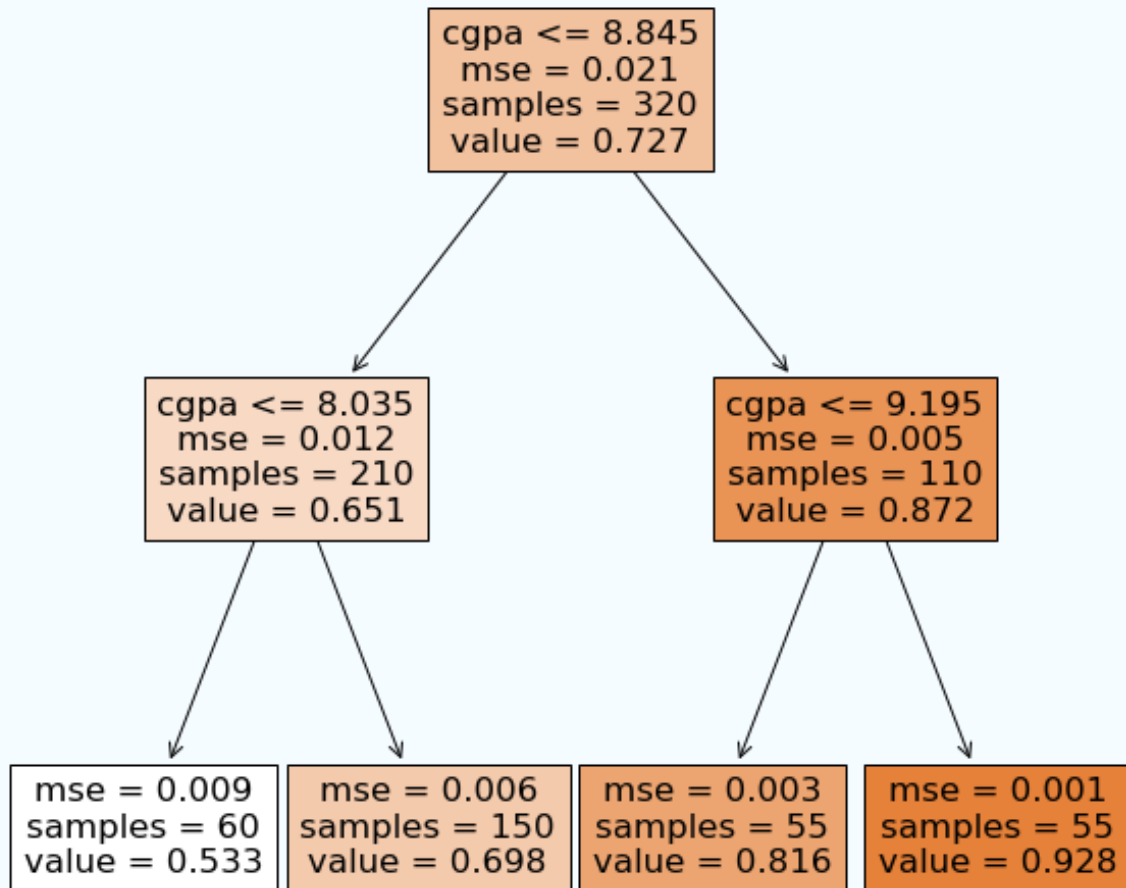 cgpa <= 8.845
mse = 0.021
samples = 320
value = 0.727
cgpa <= 8.035
mse = 0.012
samples = 210
value = 0.651
cgpa <= 9.195
mse = 0.005
samples = 110
value = 0.872
mse = 0.009
samples = 60
value = 0.533
mse = 0.006
samples = 150
value = 0.698
mse = 0.003
samples = 55
value = 0.816
mse = 0.001
samples = 55
value = 0.928